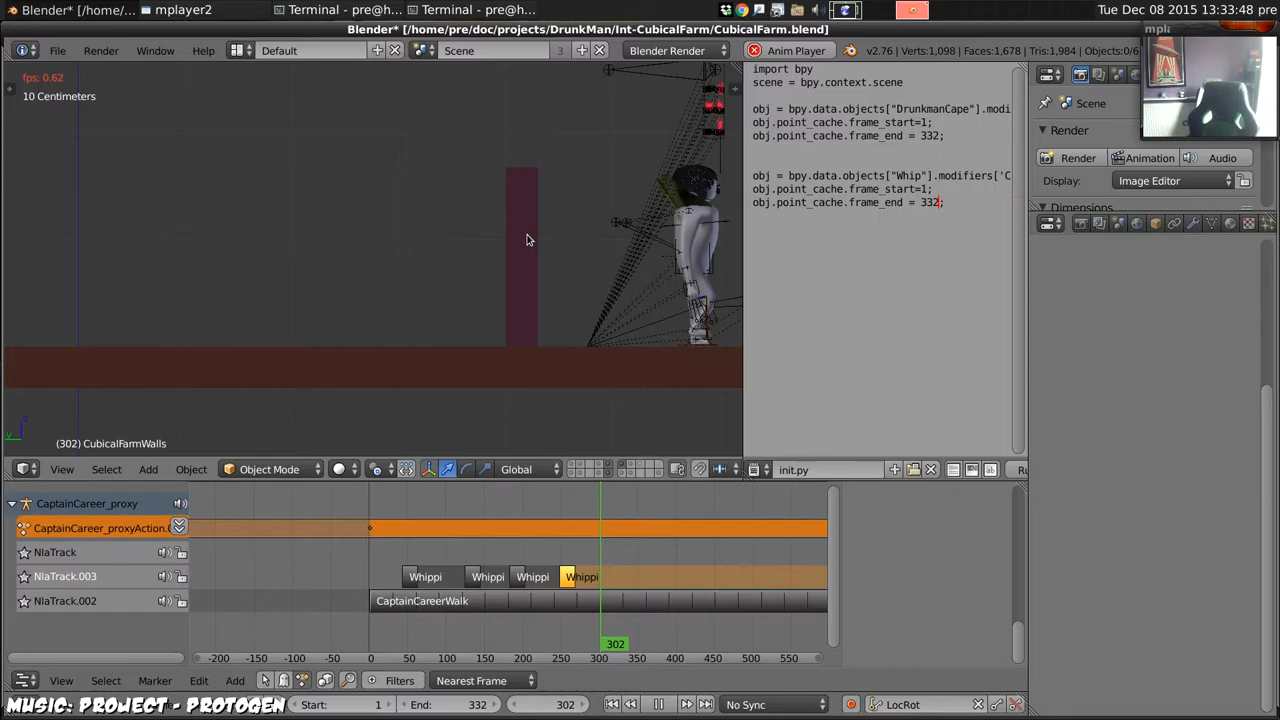 Blender* mplayer2 Terminal - pre@h... Terminal - pre@h... Tue Dec 08 2015 13:33:48 pre
Blender* [/home/pre/doc/projects/DrunkMan/Int-CubicalFarm/CubicalFarm.blend]
mpla
File Render Window Help Default Scene 3 Blender Render Anim Player v2.76 | Verts:1,098 | Faces:1,678 | Tris:1,984 | Objects:0/6
fps: 0.62
10 Centimeters
(302) CubicalFarmWalls
View Select Add Object Object Mode Global
import bpy
scene = bpy.context.scene
obj = bpy.data.objects["DrunkmanCape"].modi
obj.point_cache.frame_start=1;
obj.point_cache.frame_end = 332;
obj = bpy.data.objects["Whip"].modifiers['C
obj.point_cache.frame_start=1;
obj.point_cache.frame_end = 332;
init.py Ru
Scene
Render
Render Animation Audio
Display: Image Editor
Dimensions
CaptainCareer_proxy
CaptainCareer_proxyAction.0
NlaTrack
NlaTrack.003 Whippi Whippi Whippi Whippi
NlaTrack.002 CaptainCareerWalk
302
-200 -150 -100 -50 0 50 100 150 200 250 300 350 400 450 500 550
View Select Marker Edit Add Filters Nearest Frame
MUSIC: PROJECT - PROTOGEN Start: 1 End: 332 302 No Sync LocRot
z
y